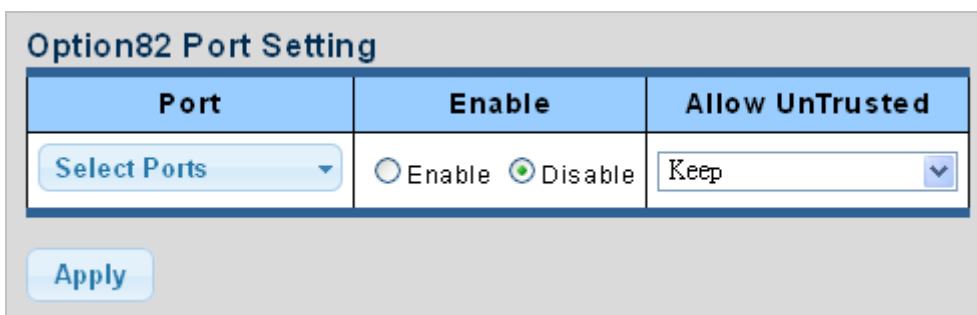 Option82 Port Setting
Port Enable Allow UnTrusted
Select Ports Enable Disable Keep
Apply